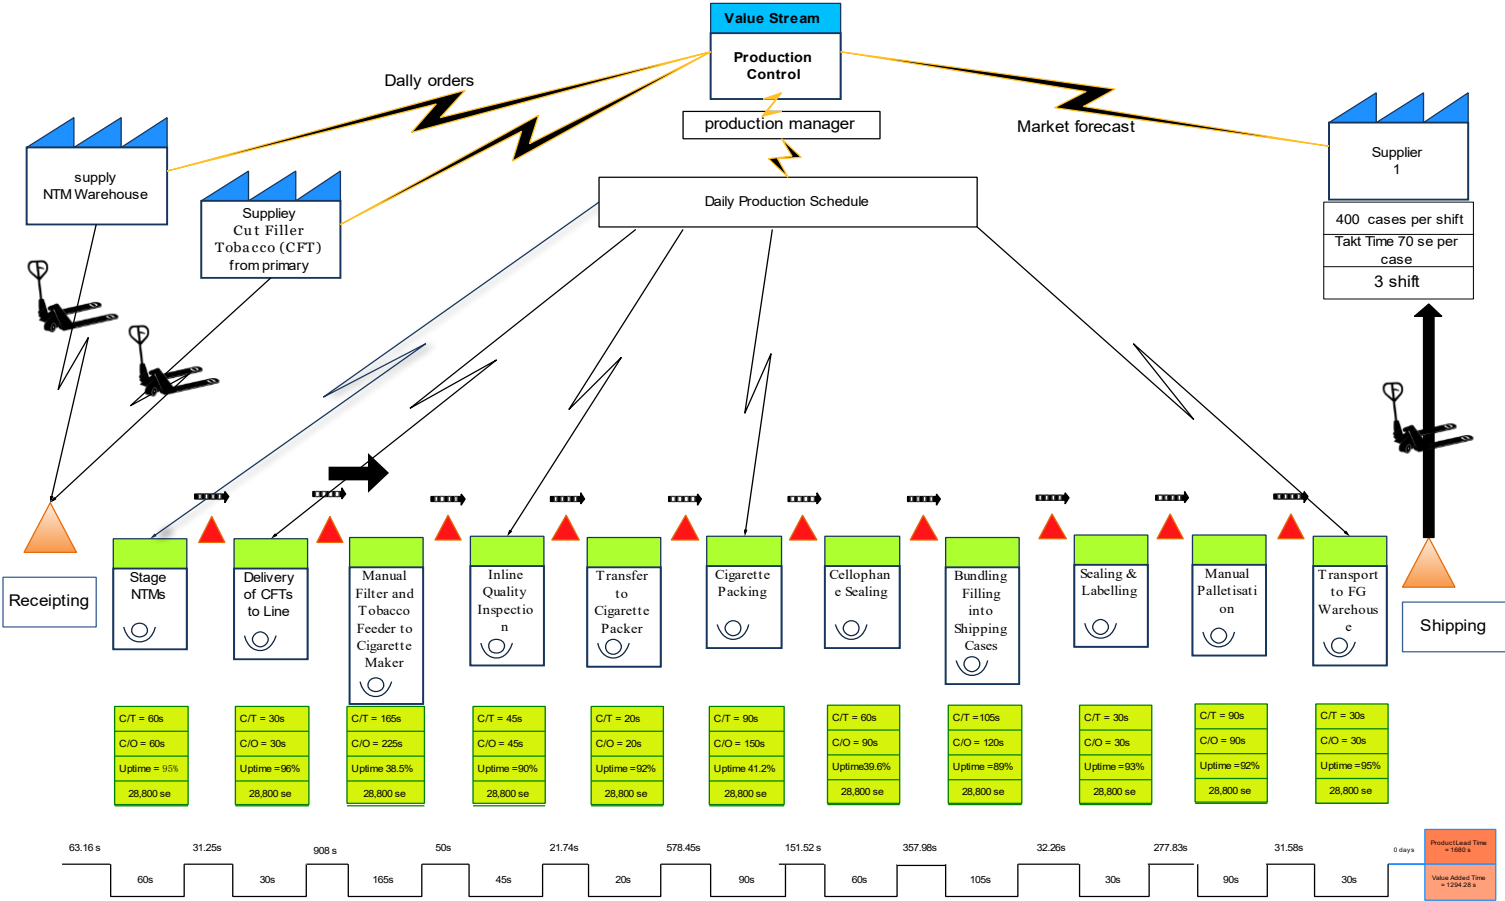 Value Stream
Production
Control
Dally orders
production manager
Market forecast
supply
NTM Warehouse
Suppliey
Cut Filler
Tobacco (CFT)
from primary
Daily Production Schedule
Supplier
1
400 cases per shift
Takt Time 70 se per
case
3 shift
Receipting
Stage
NTMs
Delivery
of CFTs
to Line
Manual
Filter and
Tobacco
Feeder to
Cigarette
Maker
Inline
Quality
Inspectio
n
Transfer
to
Cigarette
Packer
Cigarette
Packing
Cellophan
e Sealing
Bundling
Filling
into
Shipping
Cases
Sealing &
Labelling
Manual
Palletisati
on
Transport
to FG
Warehous
e
Shipping
C/T = 60s
C/O = 60s
Uptime = 95%
28,800 se
C/T = 30s
C/O = 30s
Uptime =96%
28,800 se
C/T = 165s
C/O = 225s
Uptime 38.5%
28,800 se
C/T = 45s
C/O = 45s
Uptime =90%
28,800 se
C/T = 20s
C/O = 20s
Uptime =92%
28,800 se
C/T = 90s
C/O = 150s
Uptime 41.2%
28,800 se
C/T = 60s
C/O = 90s
Uptime39.6%
28,800 se
C/T =105s
C/O = 120s
Uptime =89%
28,800 se
C/T = 30s
C/O = 30s
Uptime =93%
28,800 se
C/T = 90s
C/O = 90s
Uptime =92%
28,800 se
C/T = 30s
C/O = 30s
Uptime =95%
28,800 se
63.16 s
31.25s
908 s
50s
21.74s
578.45s
151.52 s
357.98s
32.26s
277.83s
31.58s
0 days
60s
30s
165s
45s
20s
90s
60s
105s
30s
90s
30s
Product Lead Time
= 1680 s
Value Added Time
= 1294.28 s